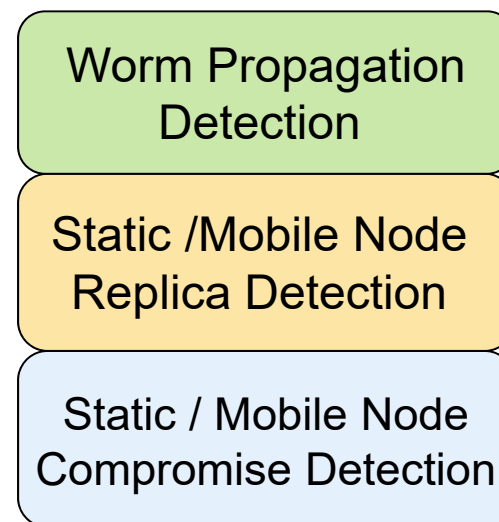 Worm Propagation
Detection
Static /Mobile Node
Replica Detection
Static / Mobile Node
Compromise Detection